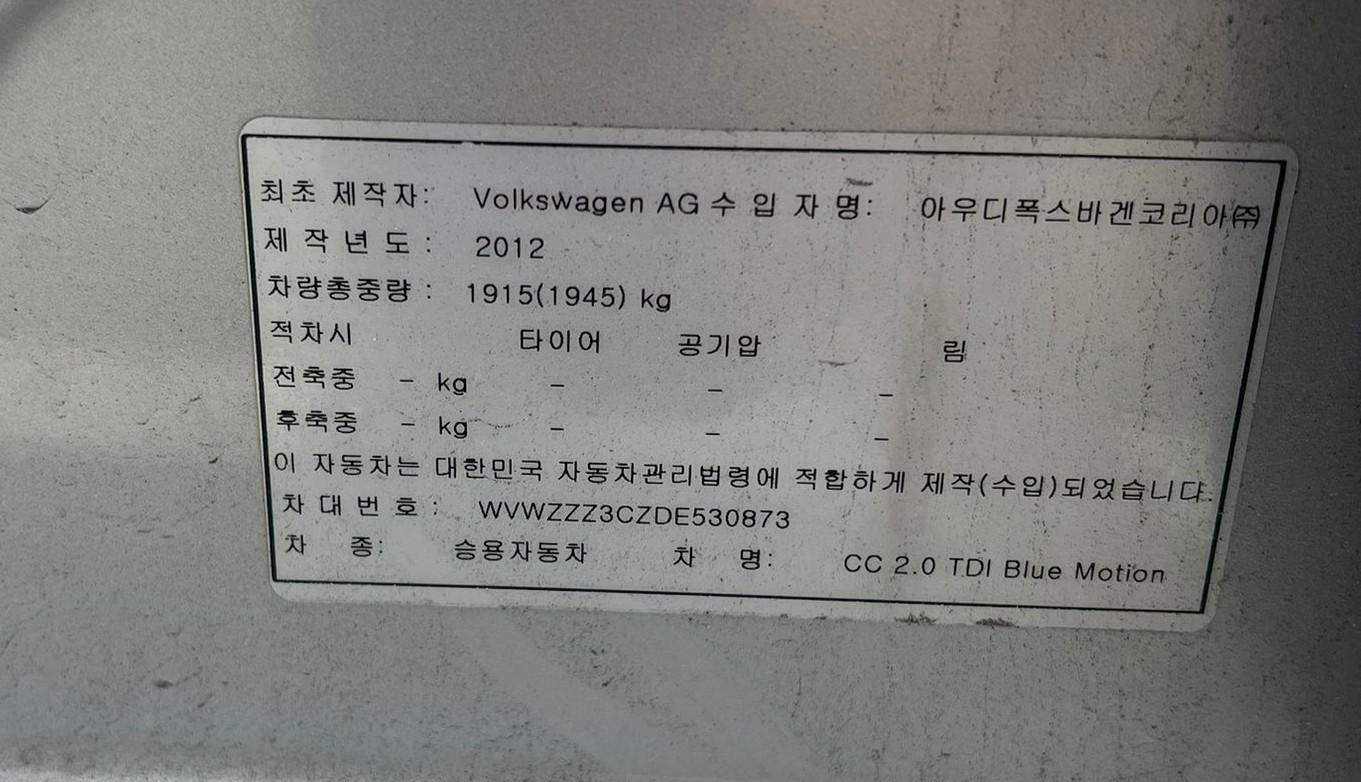 최초 제작자: Volkswagen AG 수 입 자 명: 아우디폭스바겐코리아㈜
제 작 년 도 : 2012
차량총중량 : 1915(1945) kg
적차시 타이어 공기압 림
전축중 - kg - - -
후축중 - kg - - -
이 자동차는 대한민국 자동차관리법령에 적합하게 제작(수입)되었습니다.
차 대 번 호 : WVWZZZ3CZDE530873
차 종: 승용자동차 차 명: CC 2.0 TDI Blue Motion